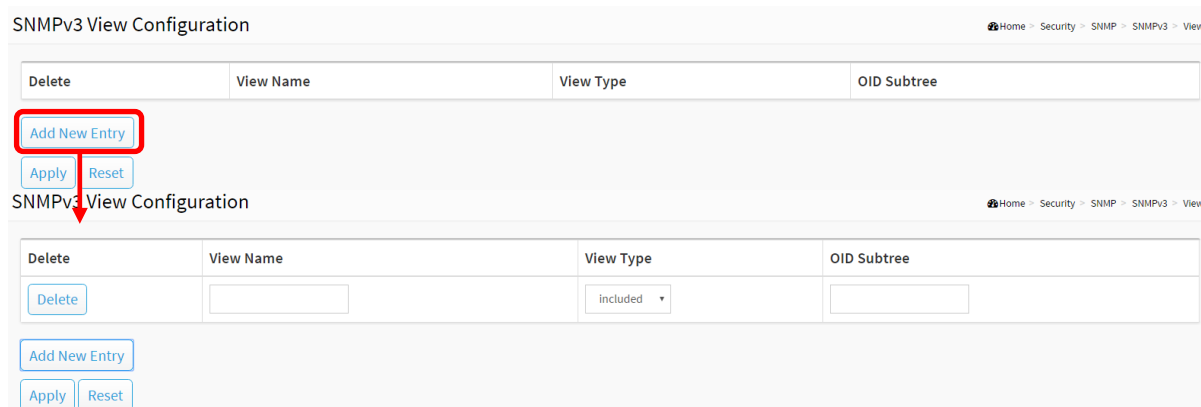 SNMPv3 View Configuration
Home > Security > SNMP > SNMPv3 > View
Delete View Name View Type OID Subtree
Add New Entry
Apply Reset
SNMPv3 View Configuration
Home > Security > SNMP > SNMPv3 > View
Delete View Name View Type OID Subtree
Delete included
Add New Entry
Apply Reset